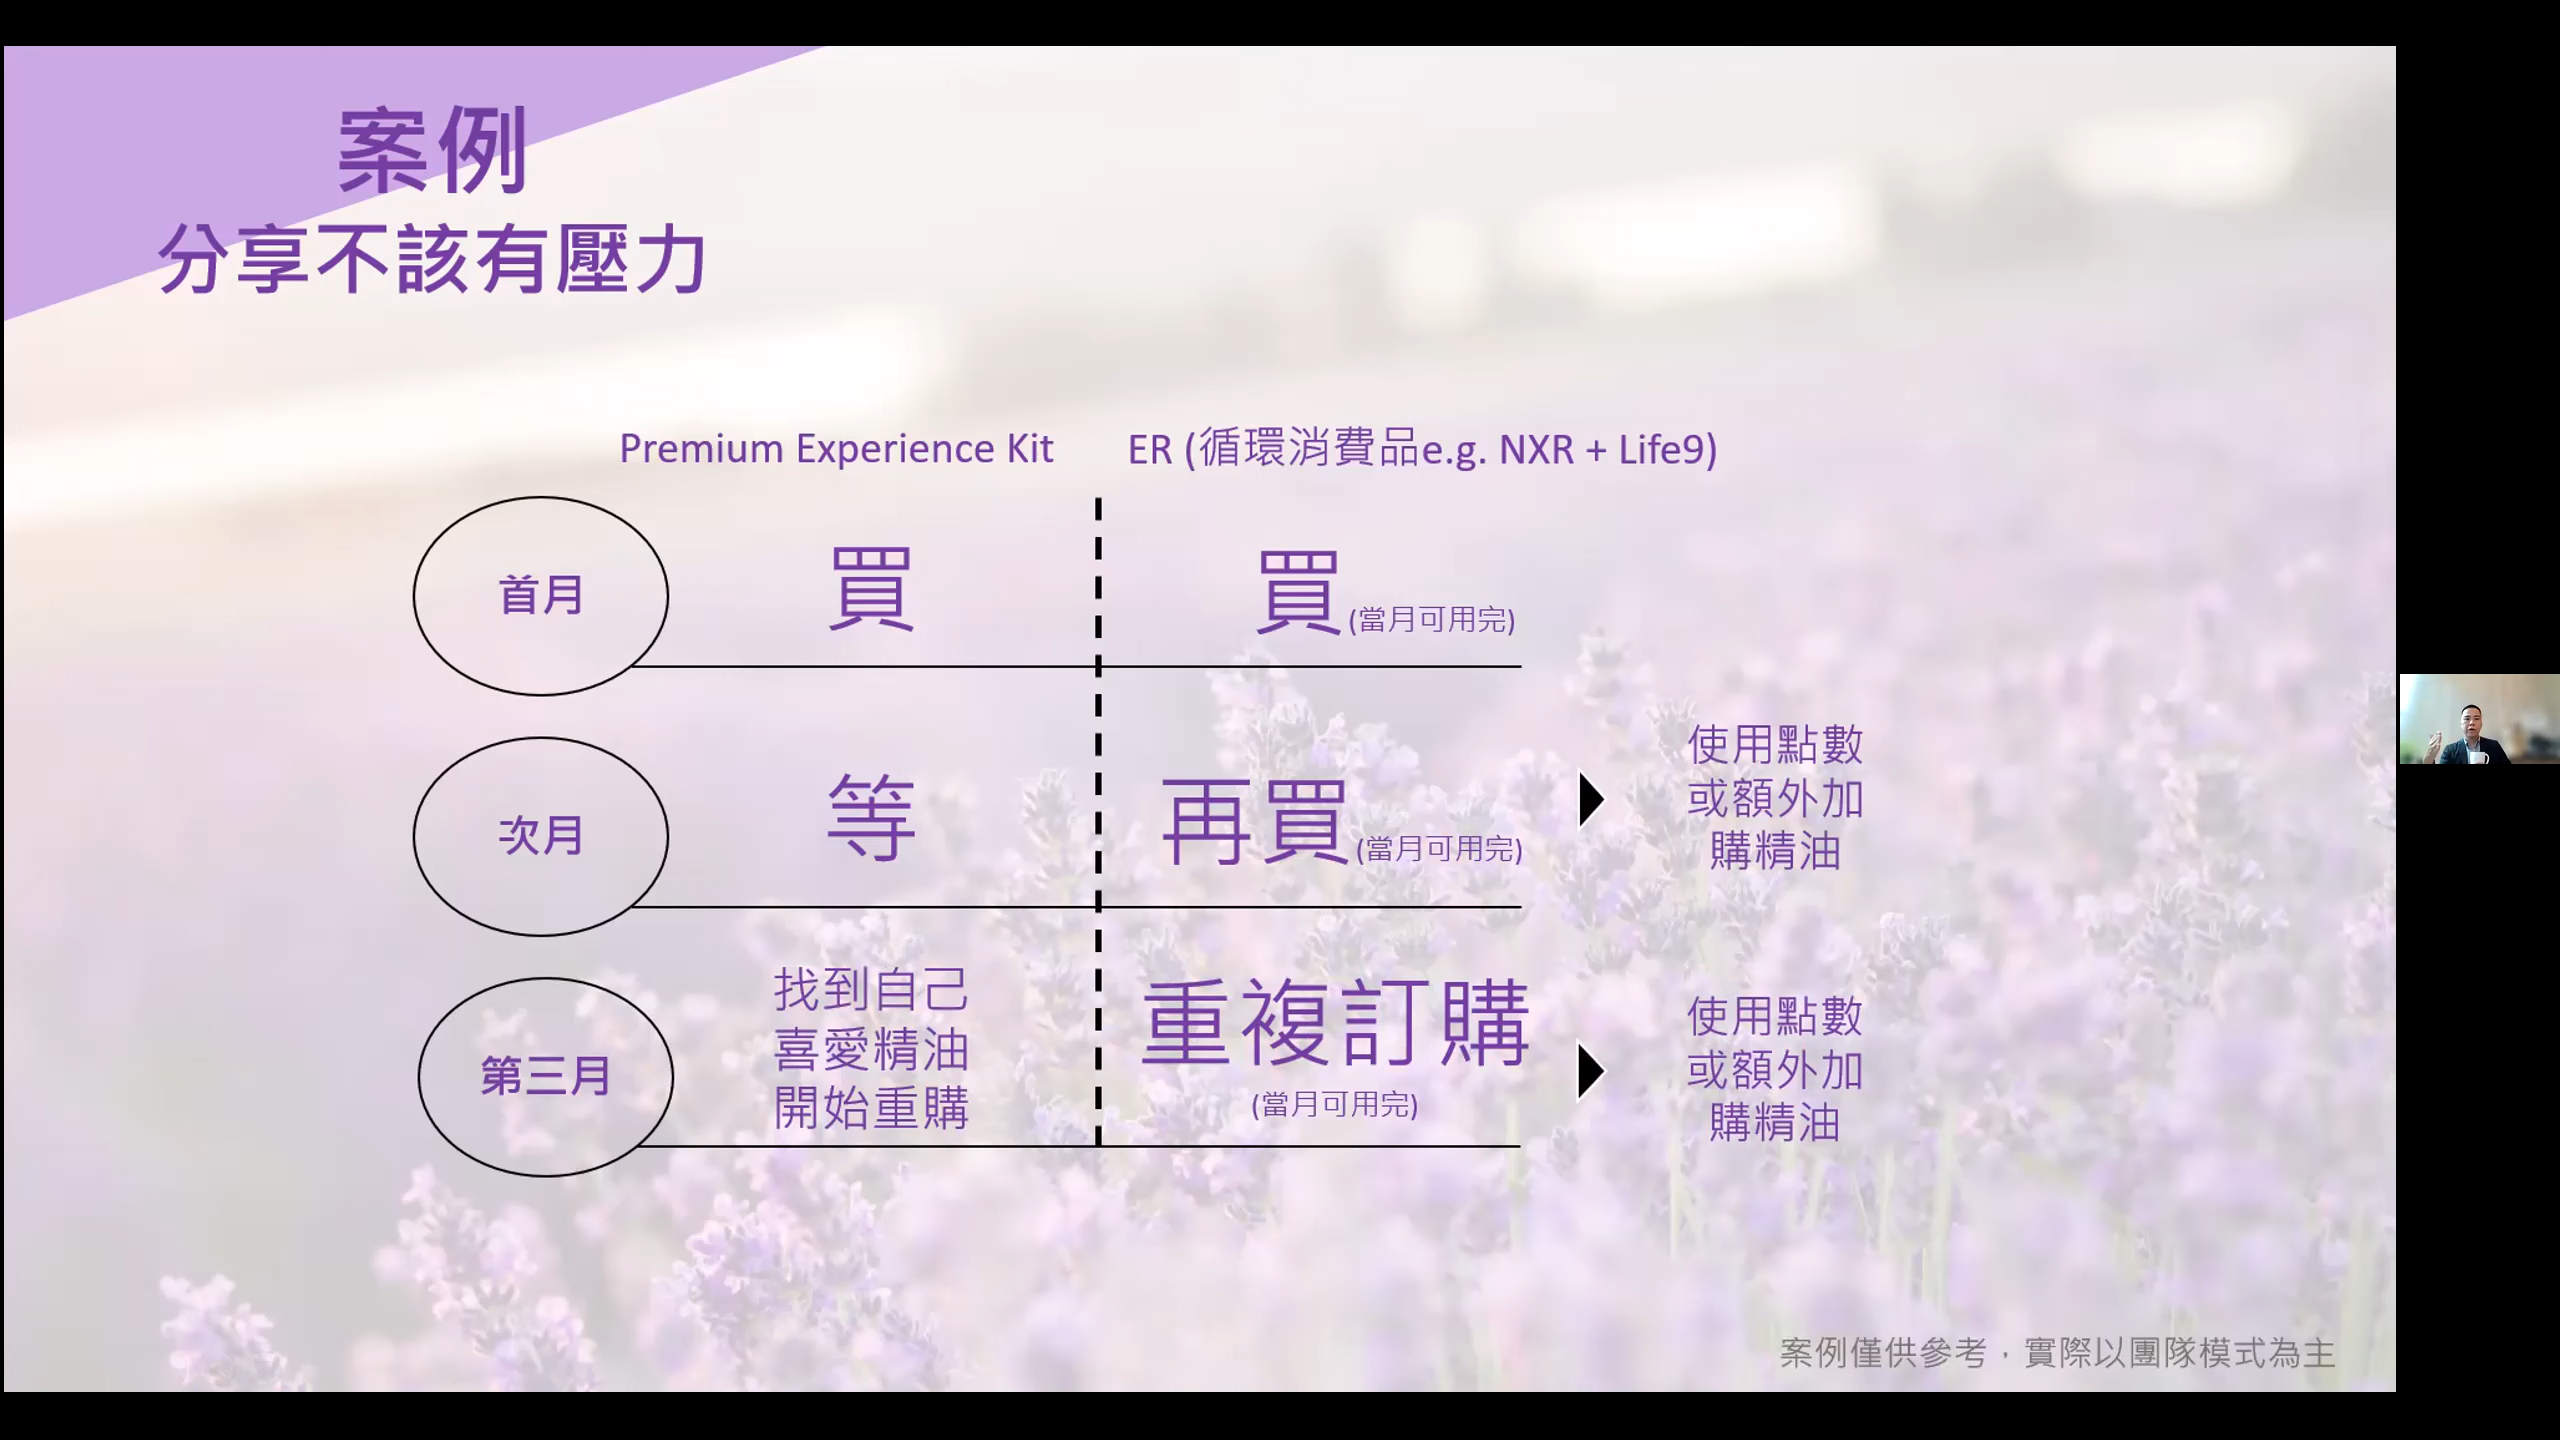 案例
分享不該有壓力
Premium Experience Kit
ER (循環消費品e.g. NXR + Life9)
首月
買
買(當月可用完)
次月
等
再買(當月可用完)
使用點數
或額外加
購精油
第三月
找到自己
喜愛精油
開始重購
重複訂購
(當月可用完)
使用點數
或額外加
購精油
案例僅供參考，實際以團隊模式為主